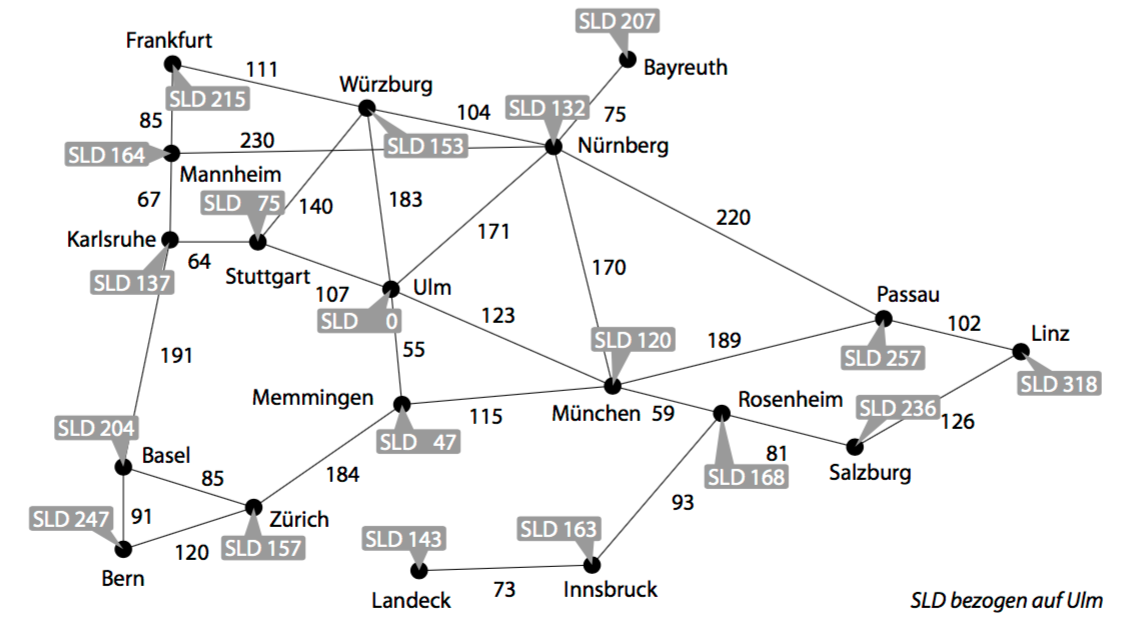 SLD 207
Frankfurt
Bayreuth
111
Würzburg
SLD 215
SLD 132
104
75
85
230
SLD 153
Nürnberg
SLD 164
Mannheim
67
SLD 75
140
183
220
171
Karlsruhe
64
Stuttgart
170
SLD 137
107
Ulm
Passau
SLD 0
123
102
Linz
SLD 120
189
55
SLD 257
191
SLD 318
Memmingen
Rosenheim
115
München
59
SLD 236
126
SLD 204
SLD 47
Basel
81
85
184
SLD 168
Salzburg
SLD 247
91
Zürich
93
SLD 143
SLD 163
120
SLD 157
Bern
73
Innsbruck
Landeck
SLD bezogen auf Ulm